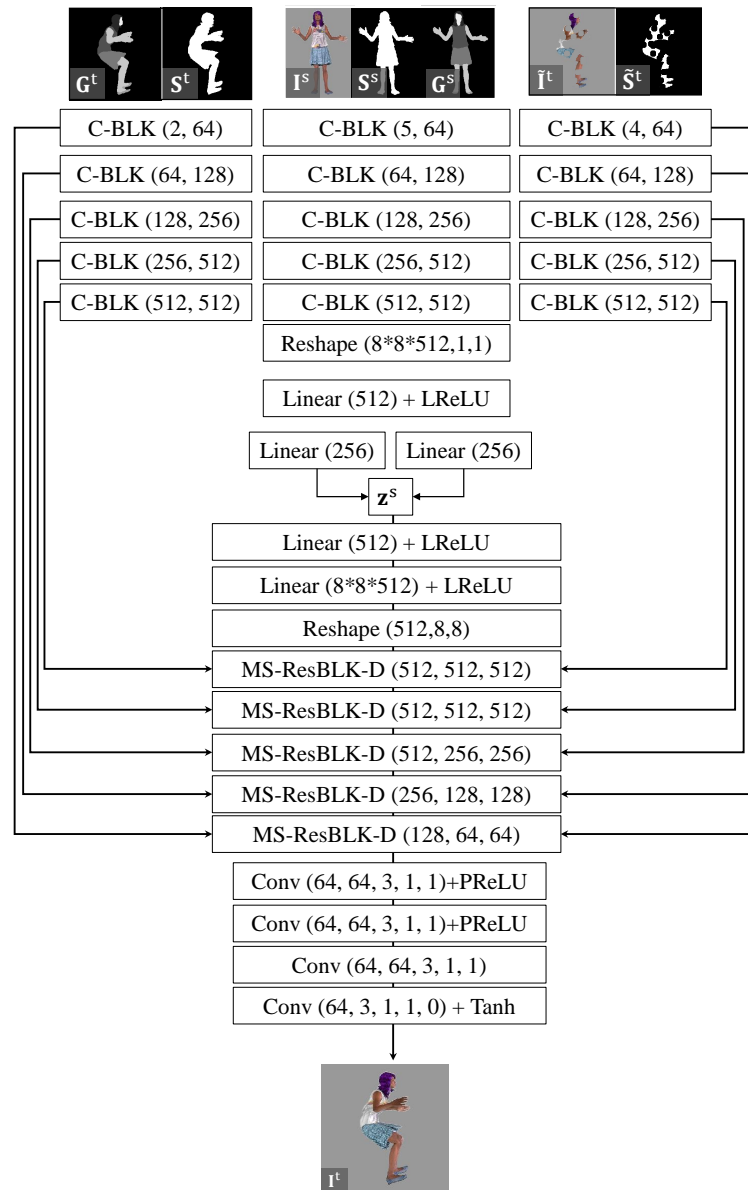 G^t S^t I^s S^s G^s Ĩ^t S̃^t
C-BLK (2, 64) C-BLK (5, 64) C-BLK (4, 64)
C-BLK (64, 128) C-BLK (64, 128) C-BLK (64, 128)
C-BLK (128, 256) C-BLK (128, 256) C-BLK (128, 256)
C-BLK (256, 512) C-BLK (256, 512) C-BLK (256, 512)
C-BLK (512, 512) C-BLK (512, 512) C-BLK (512, 512)
Reshape (8*8*512,1,1)
Linear (512) + LReLU
Linear (256) Linear (256)
z^s
Linear (512) + LReLU
Linear (8*8*512) + LReLU
Reshape (512,8,8)
MS-ResBLK-D (512, 512, 512)
MS-ResBLK-D (512, 512, 512)
MS-ResBLK-D (512, 256, 256)
MS-ResBLK-D (256, 128, 128)
MS-ResBLK-D (128, 64, 64)
Conv (64, 64, 3, 1, 1)+PReLU
Conv (64, 64, 3, 1, 1)+PReLU
Conv (64, 64, 3, 1, 1)
Conv (64, 3, 1, 1, 0) + Tanh
I^t